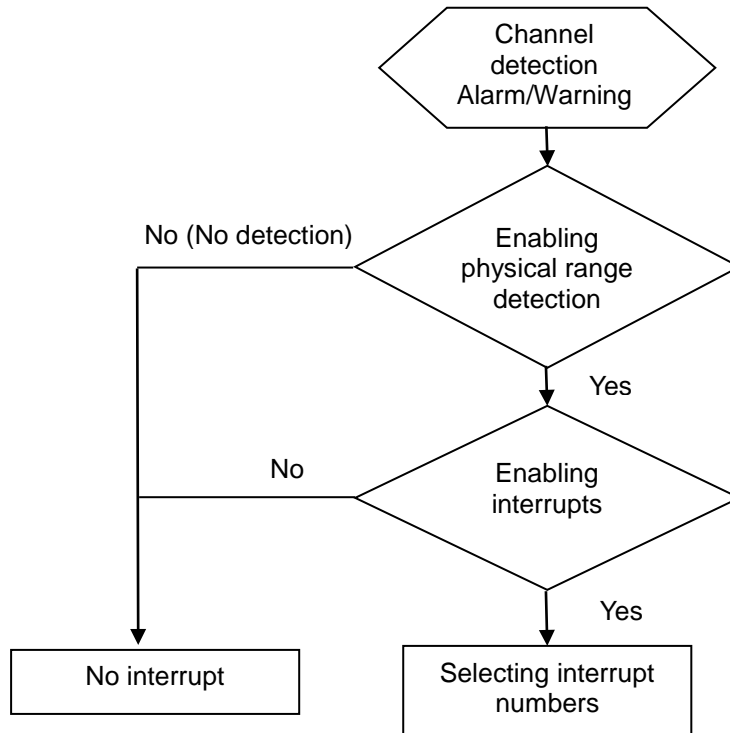 Channel
detection
Alarm/Warning
No (No detection)
Enabling
physical range
detection
Yes
No
Enabling
interrupts
Yes
No interrupt
Selecting interrupt
numbers